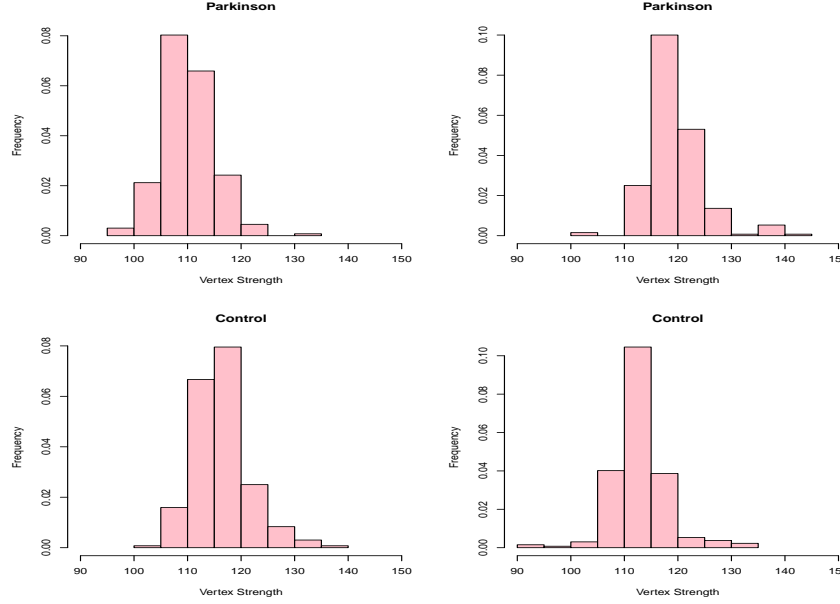 Parkinson
Frequency
0.00 0.02 0.04 0.06 0.08
90 100 110 120 130 140 150
Vertex Strength
Parkinson
Frequency
0.00 0.02 0.04 0.06 0.08 0.10
90 100 110 120 130 140 15
Vertex Strength
Control
Frequency
0.00 0.02 0.04 0.06 0.08
90 100 110 120 130 140 150
Vertex Strength
Control
Frequency
0.00 0.02 0.04 0.06 0.08 0.10
90 100 110 120 130 140 15
Vertex Strength